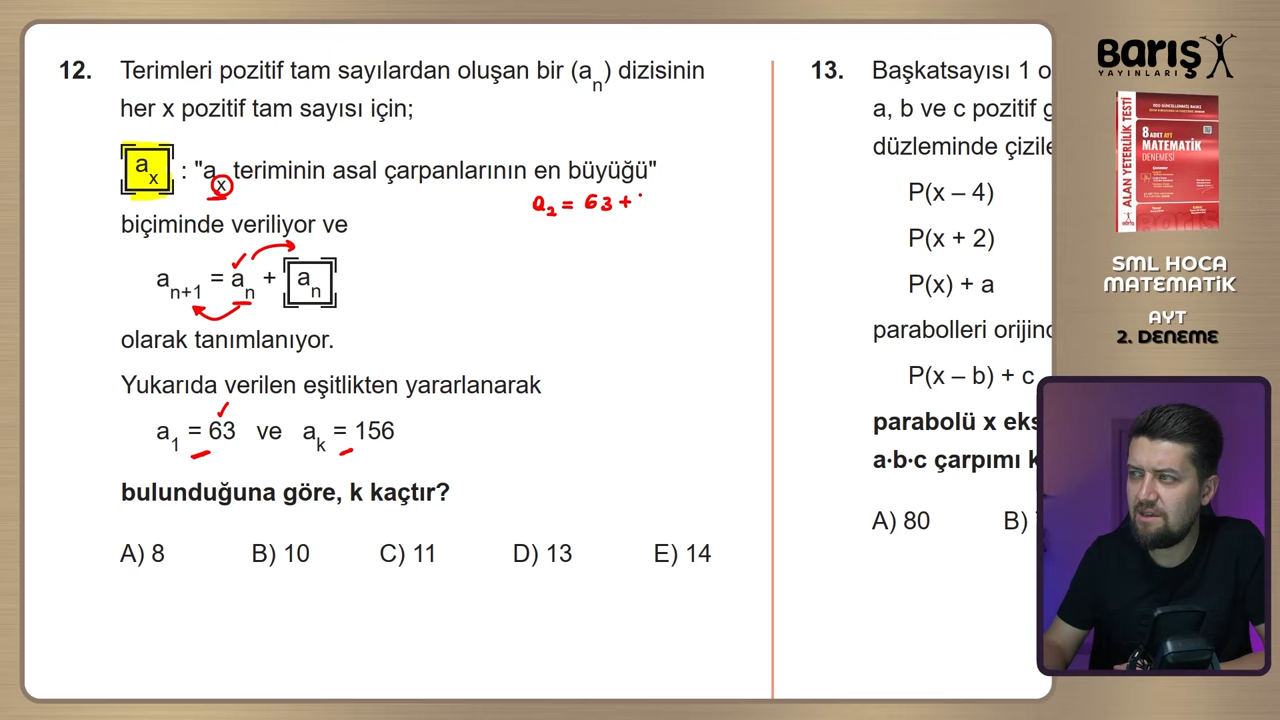 12. Terimleri pozitif tam sayılardan oluşan bir (aₙ) dizisinin
her x pozitif tam sayısı için;
aₓ : "aₓ teriminin asal çarpanlarının en büyüğü"
a₂ = 63 +
biçiminde veriliyor ve
aₙ₊₁ = aₙ + aₙ
olarak tanımlanıyor.
Yukarıda verilen eşitlikten yararlanarak
a₁ = 63 ve aₖ = 156
bulunduğuna göre, k kaçtır?
A) 8 B) 10 C) 11 D) 13 E) 14
13. Başkatsayısı 1 o
a, b ve c pozitif g
düzleminde çizile
P(x – 4)
P(x + 2)
P(x) + a
parabolleri orijinc
P(x – b) + c
parabolü x eks
a·b·c çarpımı k
A) 80 B)
BARIŞ
YAYINLARI
ALAN YETERLİLİK TESTİ
8 ADET AYT
MATEMATİK
DENEMESİ
BARIŞ
SML HOCA
MATEMATİK
AYT
2. DENEME